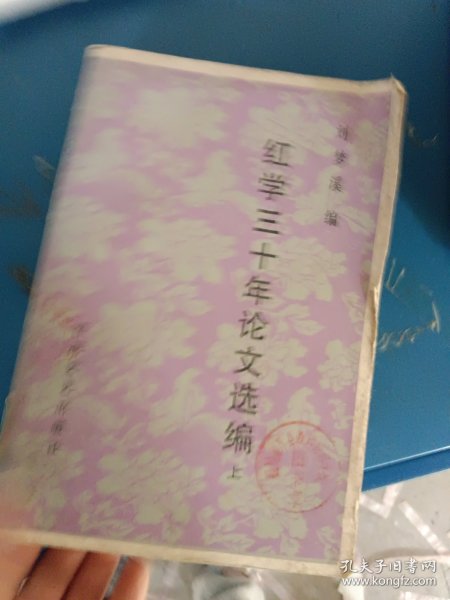 刘梦溪 编
红学三十年论文选编 上
孔夫子旧书网
www.kongfz.com